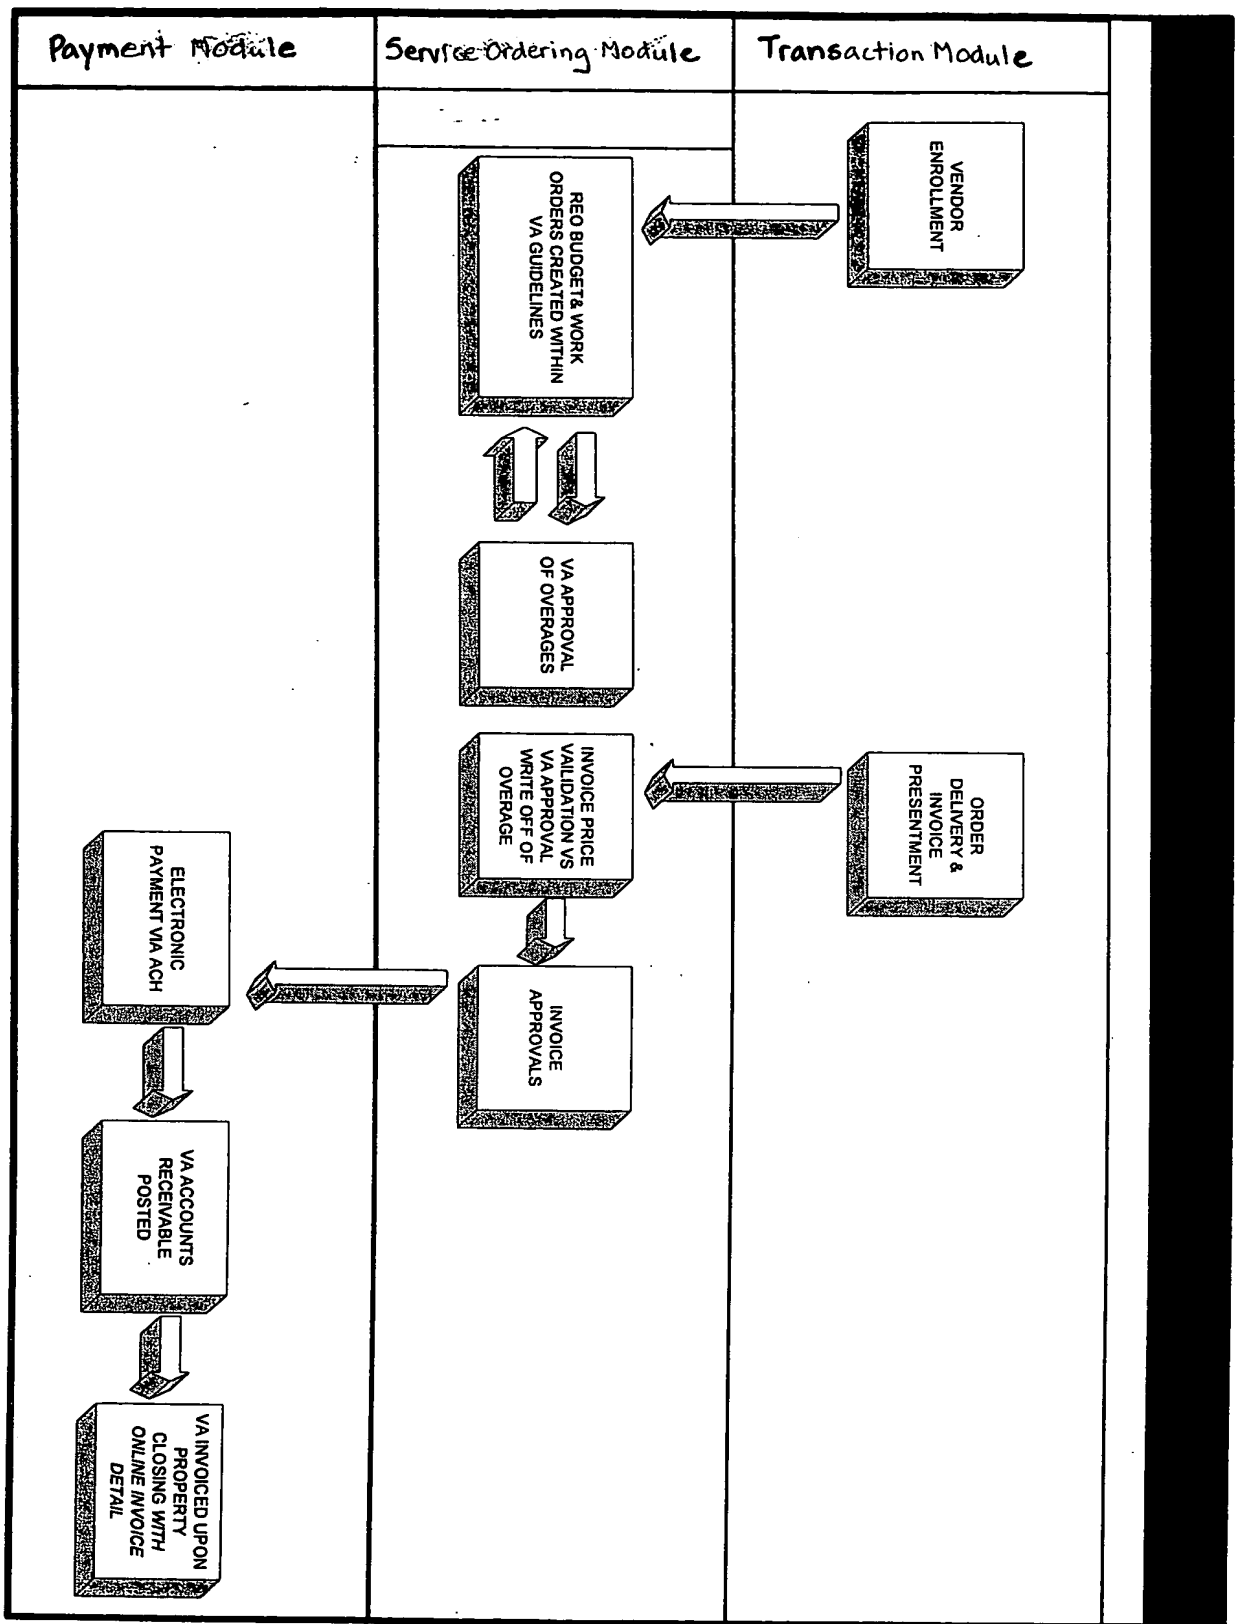 Payment Module
Service Ordering Module
Transaction Module
VENDOR
ENROLLMENT
REO BUDGET& WORK
ORDERS CREATED WITHIN
VA GUIDELINES
VA APPROVAL
OF OVERAGES
ORDER
DELIVERY &
INVOICE
PRESENTMENT
INVOICE PRICE
VAILIDATION VS
VA APPROVAL
WRITE OFF OF
OVERAGE
INVOICE
APPROVALS
ELECTRONIC
PAYMENT VIA ACH
VA ACCOUNTS
RECEIVABLE
POSTED
VA INVOICED UPON
PROPERTY
CLOSING WITH
ONLINE INVOICE
DETAIL